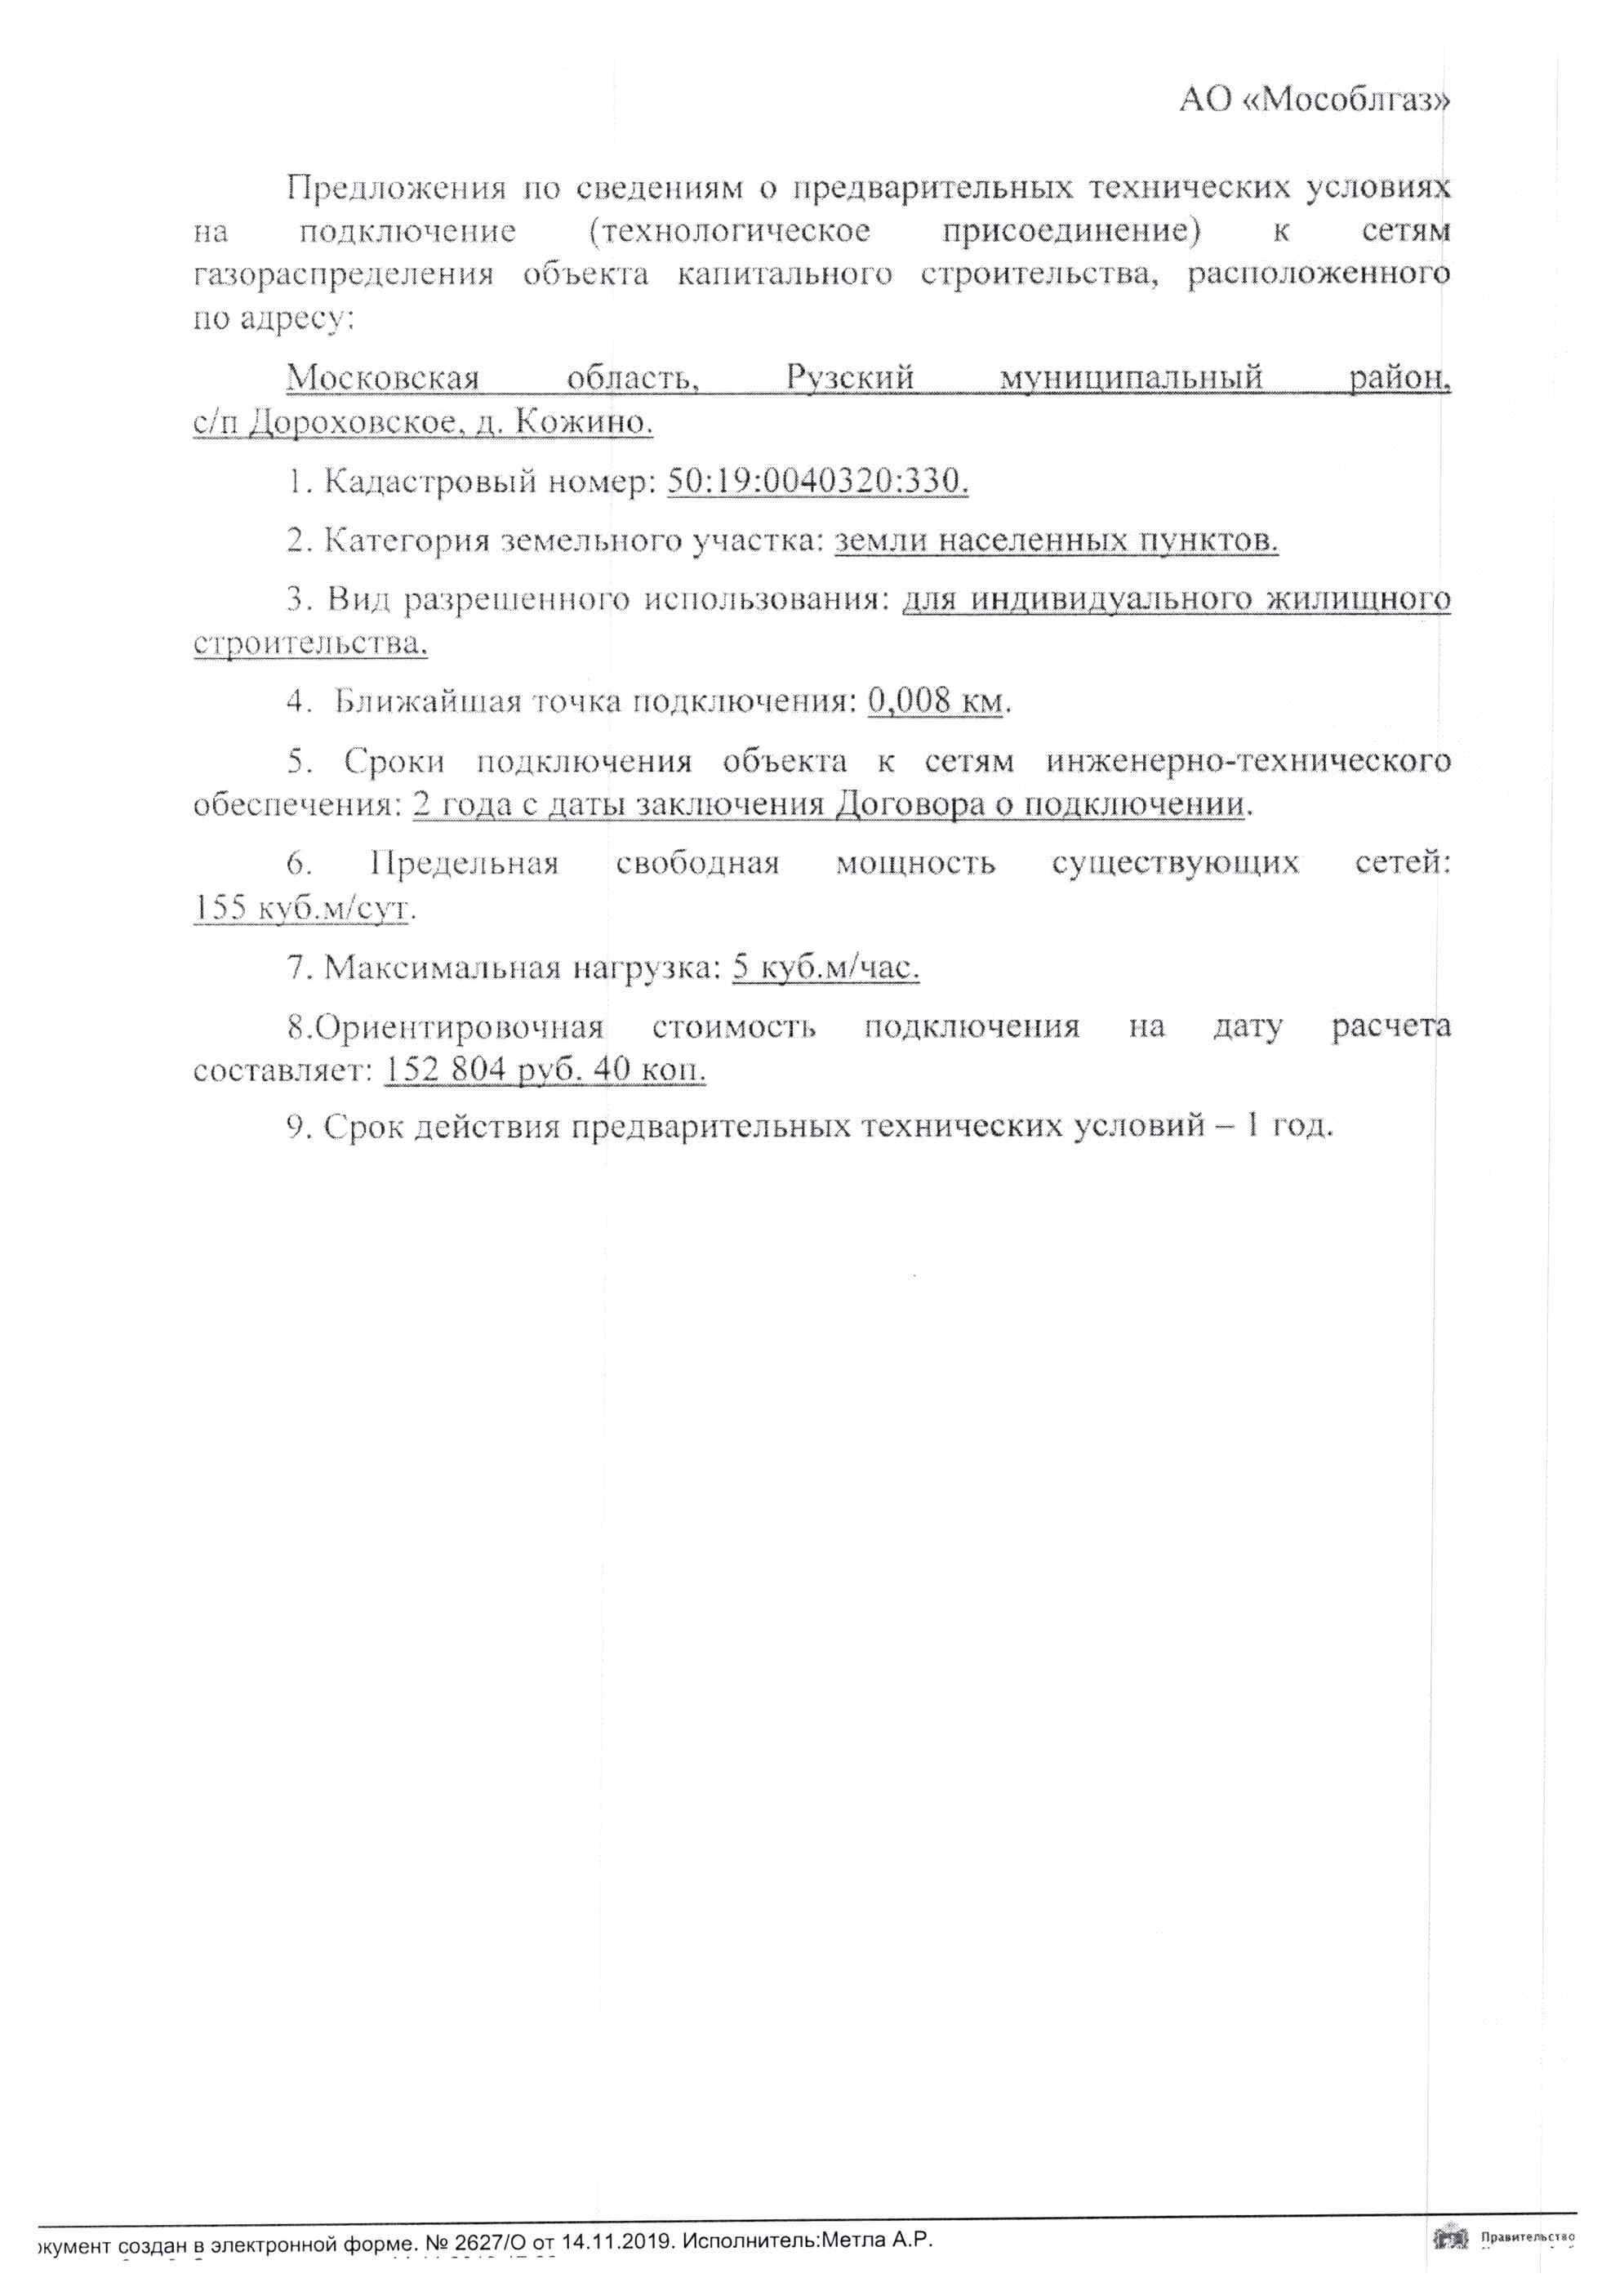 АО «Мособлгаз»
Предложения по сведениям о предварительных технических условиях
на подключение (технологическое присоединение) к сетям
газораспределения объекта капитального строительства, расположенного
по адресу:
Московская область, Рузский муниципальный район,
с/п Дороховское, д. Кожино.
1. Кадастровый номер: 50:19:0040320:330.
2. Категория земельного участка: земли населенных пунктов.
3. Вид разрешенного использования: для индивидуального жилищного
строительства.
4. Ближайшая точка подключения: 0,008 км.
5. Сроки подключения объекта к сетям инженерно-технического
обеспечения: 2 года с даты заключения Договора о подключении.
6. Предельная свободная мощность существующих сетей:
155 куб.м/сут.
7. Максимальная нагрузка: 5 куб.м/час.
8.Ориентировочная стоимость подключения на дату расчета
составляет: 152 804 руб. 40 коп.
9. Срок действия предварительных технических условий – 1 год.
окумент создан в электронной форме. № 2627/О от 14.11.2019. Исполнитель:Метла А.Р.
Правительство